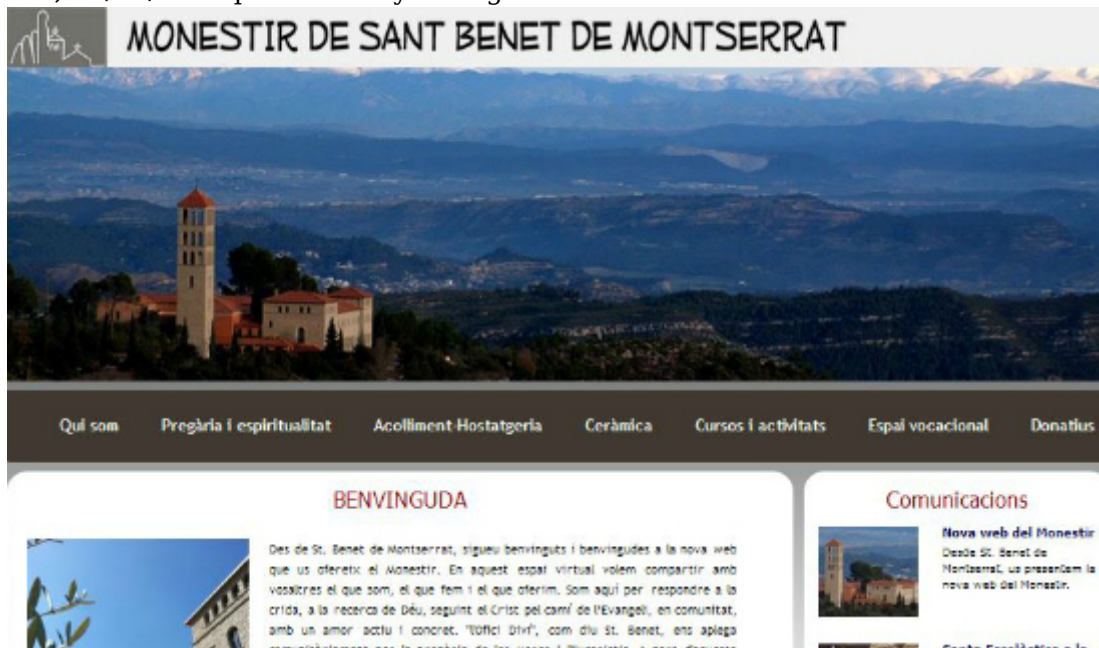 MONESTIR DE SANT BENET DE MONTSERRAT
Qui som Pregària i espiritualitat Acolliment-Hostatgeria Ceràmica Cursos i activitats Espai vocacional Donatius
BENVINGUDA
Des de St. Benet de Montserrat, sigueu benvinguts i benvingudes a la nova web
que us ofereix el Monestir. En aquest espai virtual volem compartir amb
vosaltres el que som, el que fem i el que oferim. Som aquí per respondre a la
crida, a la recerca de Déu, seguint el Crist pel camí de l'Evangeli, en comunitat,
amb un amor actiu i concret. "l'Ofici Diví", com diu St. Benet, ens aplega
Comunicacions
Nova web del Monestir
Desde St. Benet de
Montserrat, us presentem la
nova web del Monestir.